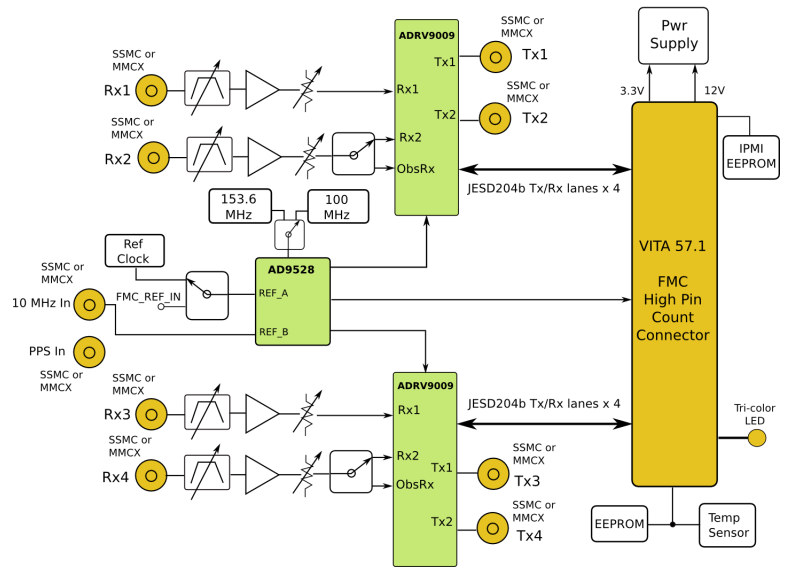 SSMC or
MMCX
Rx1
SSMC or
MMCX
Rx2
ADRV9009
Rx1
Rx2
ObsRx
Tx1
Tx2
SSMC or
MMCX
Tx1
SSMC or
MMCX
Tx2
JESD204b Tx/Rx lanes x 4
Pwr
Supply
3.3V
12V
IPMI
EEPROM
153.6
MHz
100
MHz
Ref
Clock
SSMC or
MMCX
10 MHz In
FMC_REF_IN
AD9528
REF_A
REF_B
PPS In
SSMC or
MMCX
VITA 57.1
FMC
High Pin
Count
Connector
SSMC or
MMCX
Rx3
SSMC or
MMCX
Rx4
ADRV9009
Rx1
Rx2
ObsRx
Tx1
Tx2
JESD204b Tx/Rx lanes x 4
SSMC or
MMCX
Tx3
SSMC or
MMCX
Tx4
Tri-color
LED
EEPROM
Temp
Sensor